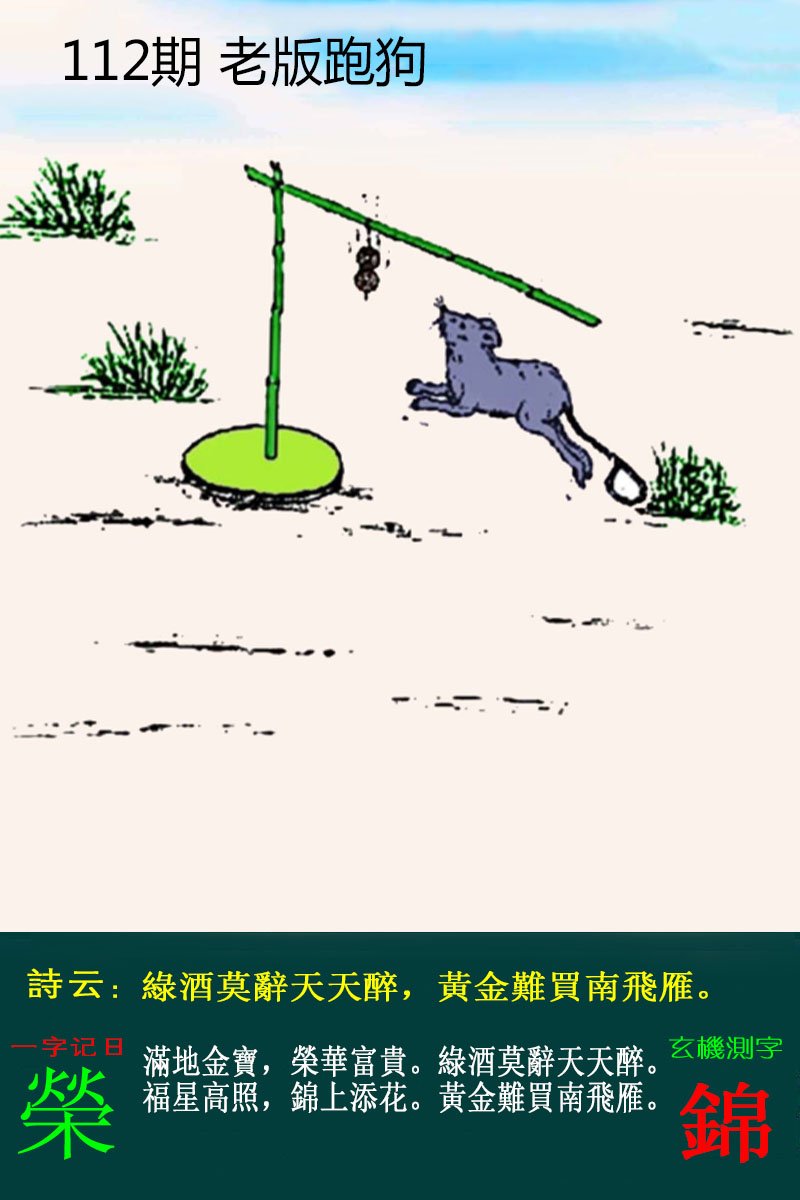 112期 老版跑狗
詩云：綠酒莫辭天天醉，黃金難買南飛雁。
一字记日
榮
滿地金寶，榮華富貴。綠酒莫辭天天醉。
福星高照，錦上添花。黃金難買南飛雁。
玄機測字
錦